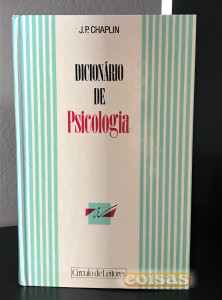 J.P. CHAPLIN
DICIONÁRIO
DE
Psicologia
Círculo de Leitores
coisas